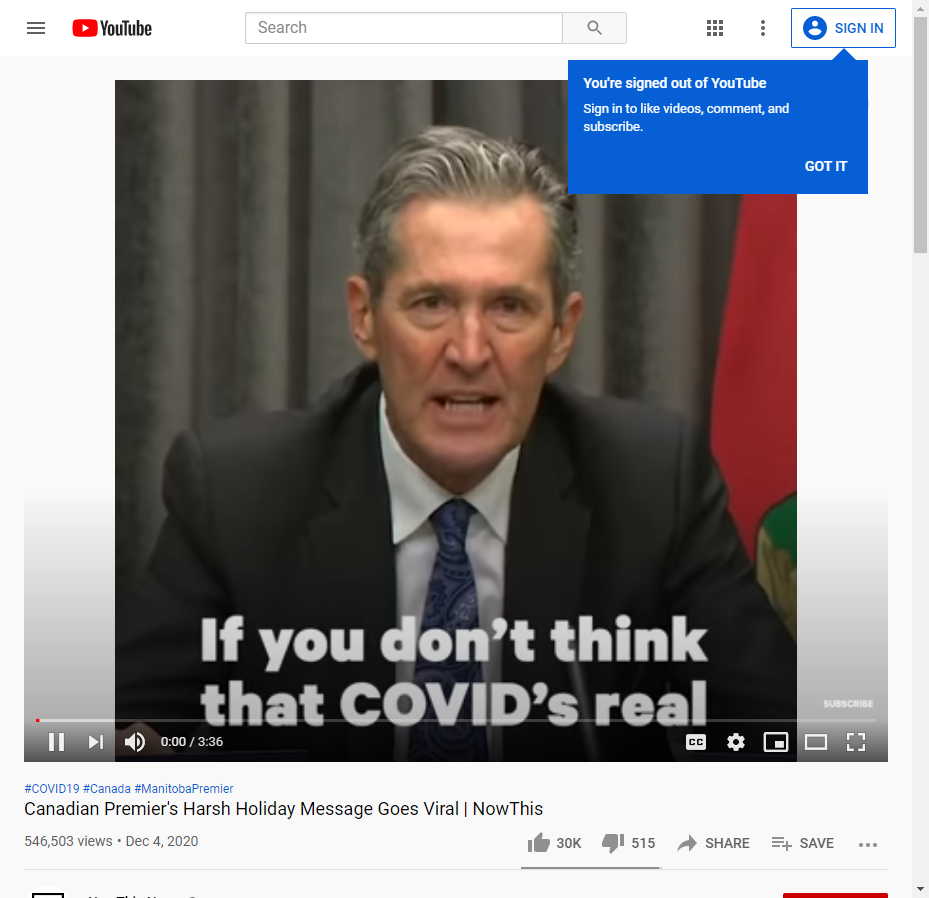 YouTube
Search
SIGN IN
You're signed out of YouTube
Sign in to like videos, comment, and
subscribe.
GOT IT
If you don't think
that COVID's real
SUBSCRIBE
0:00 / 3:36
CC
#COVID19 #Canada #ManitobaPremier
Canadian Premier's Harsh Holiday Message Goes Viral | NowThis
546,503 views • Dec 4, 2020
30K
515
SHARE
SAVE